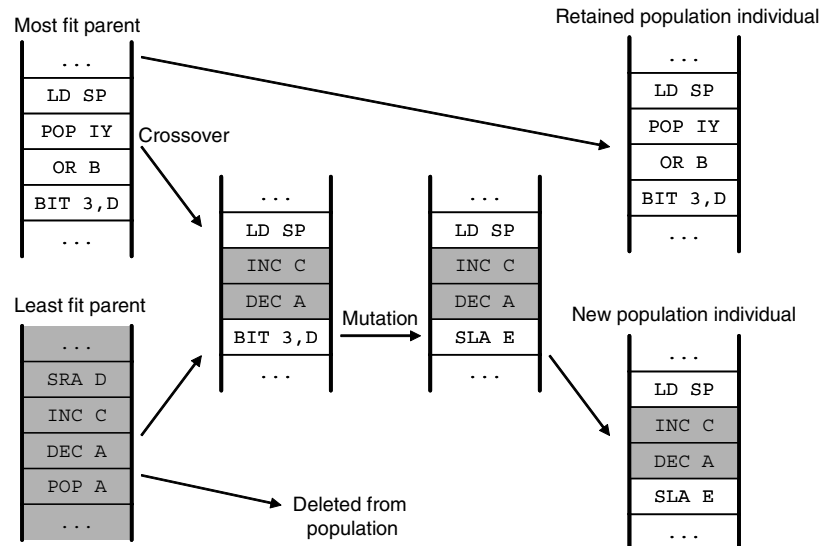 Most fit parent
. . .
LD SP
POP IY
OR B
BIT 3,D
. . .
Crossover
Least fit parent
. . .
SRA D
INC C
DEC A
POP A
. . .
. . .
LD SP
INC C
DEC A
BIT 3,D
. . .
Mutation
. . .
LD SP
INC C
DEC A
SLA E
. . .
Deleted from
population
Retained population individual
. . .
LD SP
POP IY
OR B
BIT 3,D
. . .
New population individual
. . .
LD SP
INC C
DEC A
SLA E
. . .